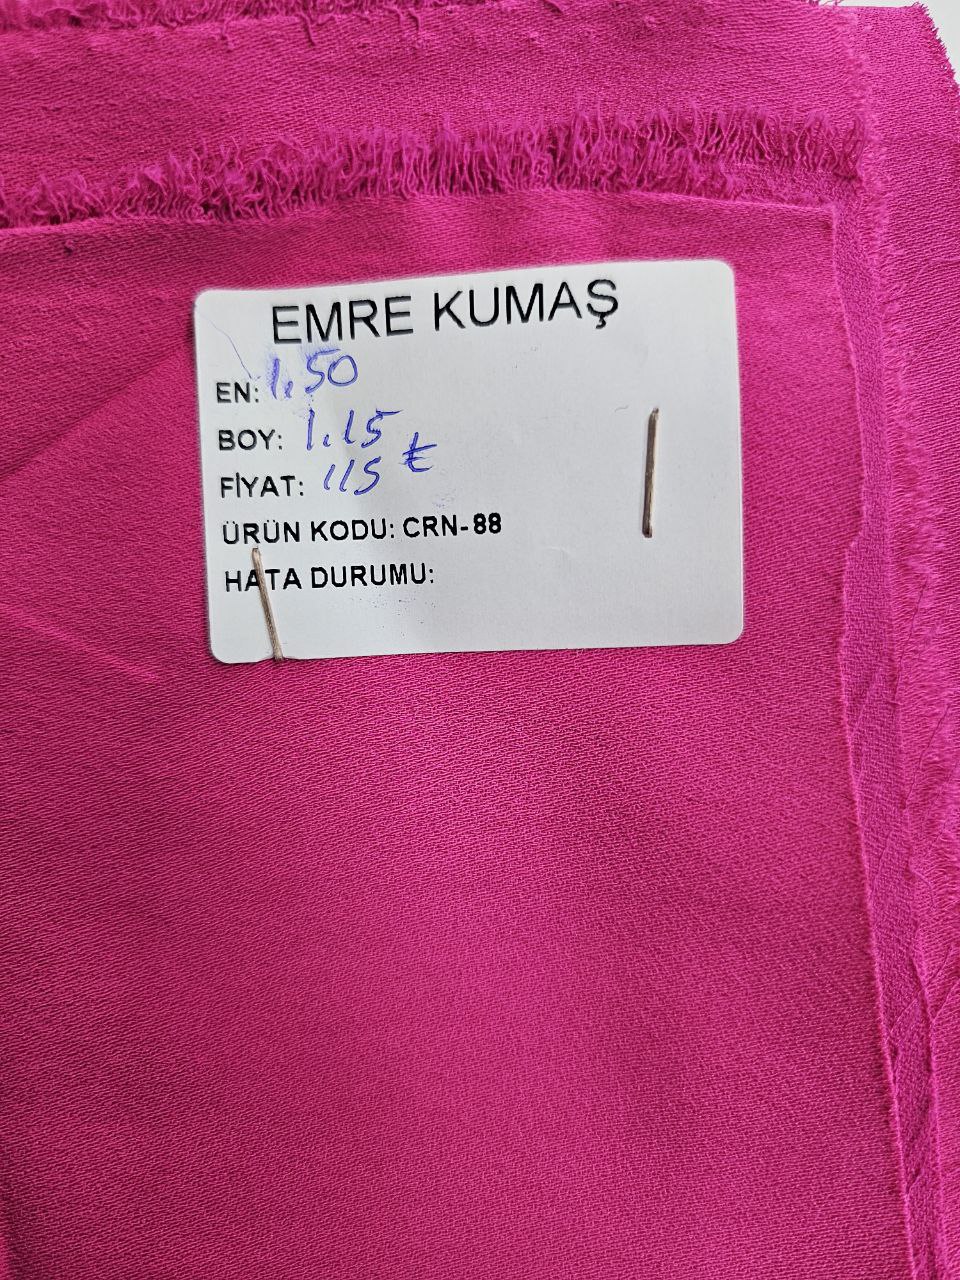 EMRE KUMAŞ
EN: 1.50
BOY: 1.15
FİYAT: 115 ₺
ÜRÜN KODU: CRN-88
HATA DURUMU: